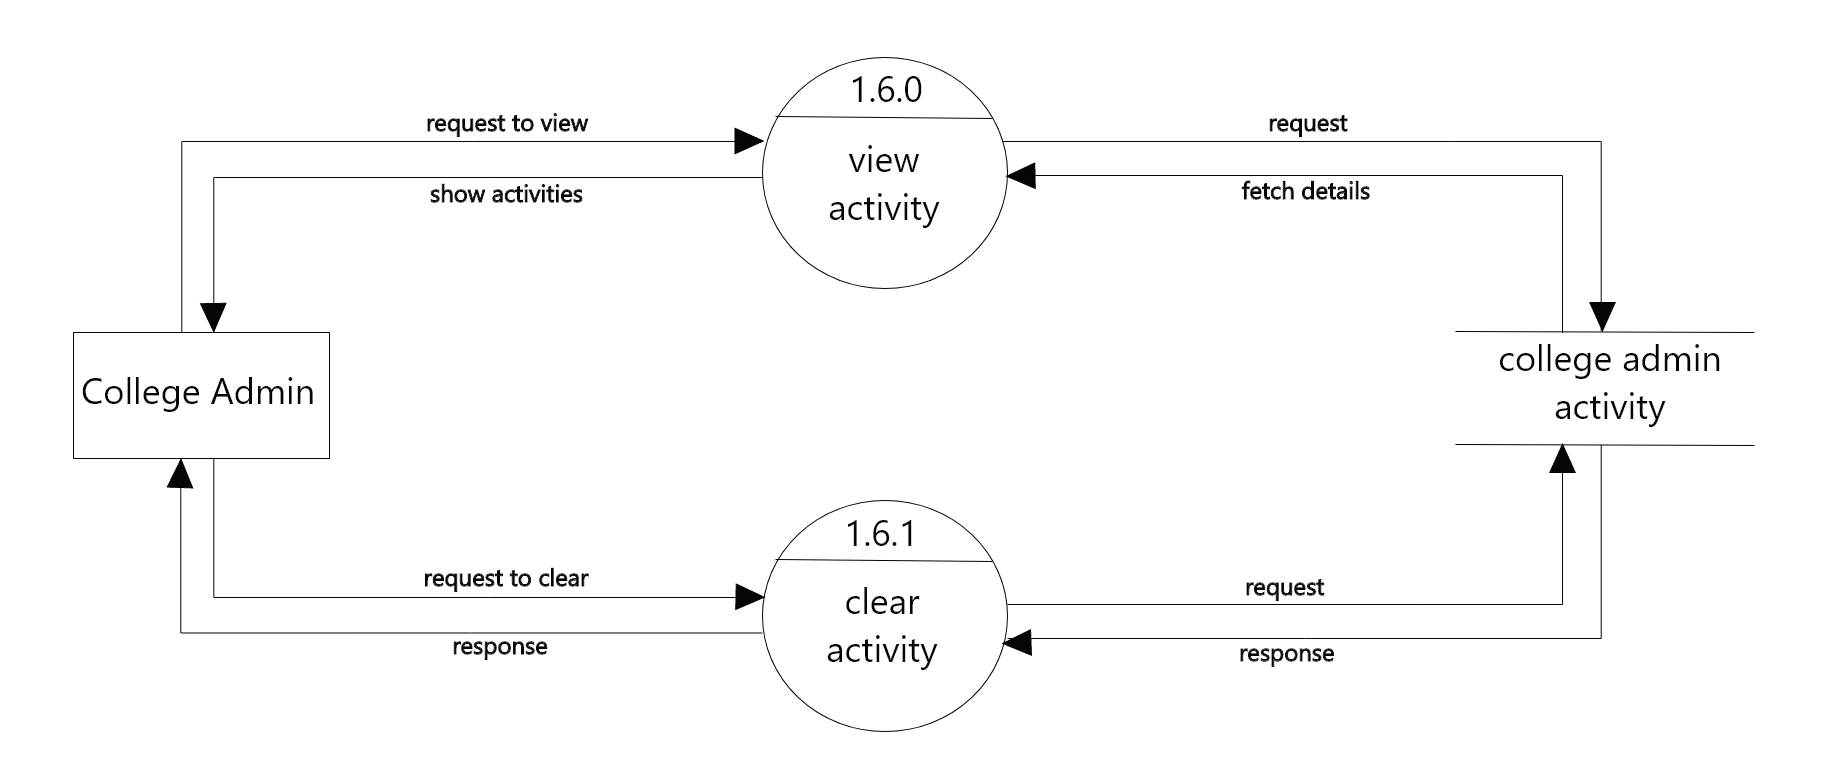 1.6.0
request to view
request
view
activity
show activities
fetch details
College Admin
college admin
activity
1.6.1
request to clear
request
clear
activity
response
response